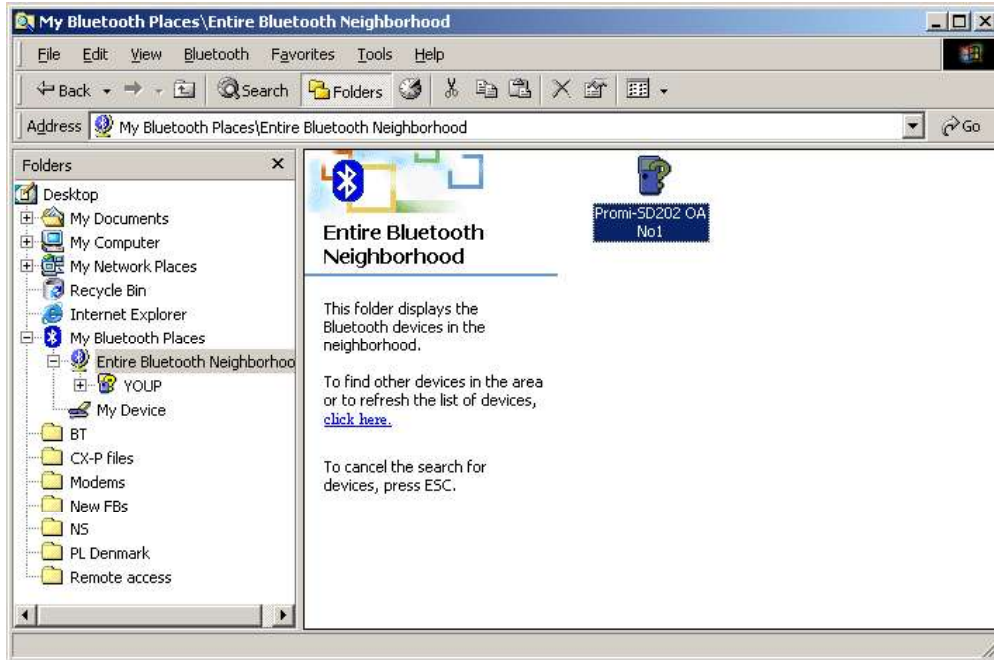 My Bluetooth Places\Entire Bluetooth Neighborhood
File Edit View Bluetooth Favorites Tools Help
Back Search Folders
Address My Bluetooth Places\Entire Bluetooth Neighborhood Go
Folders
Desktop
My Documents
My Computer
My Network Places
Recycle Bin
Internet Explorer
My Bluetooth Places
Entire Bluetooth Neighborhoo
YOUP
My Device
BT
CX-P files
Modems
New FBs
NS
PL Denmark
Remote access
Entire Bluetooth
Neighborhood
This folder displays the
Bluetooth devices in the
neighborhood.
To find other devices in the area
or to refresh the list of devices,
click here.
To cancel the search for
devices, press ESC.
Promi-SD202 OA
No1